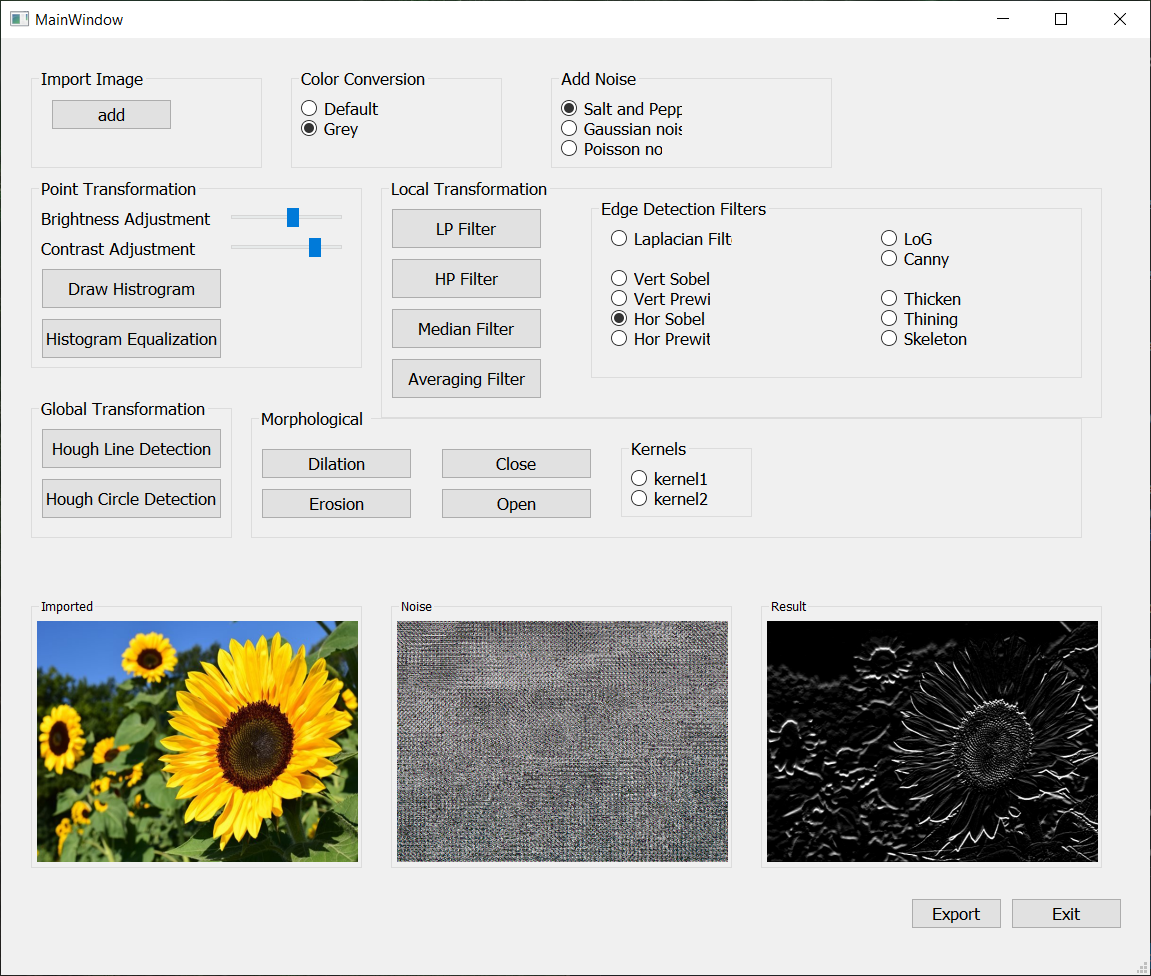 MainWindow
Import Image
add
Color Conversion
Default
Grey
Add Noise
Salt and Pepp
Gaussian nois
Poisson no
Point Transformation
Brightness Adjustment
Contrast Adjustment
Draw Histrogram
Histogram Equalization
Local Transformation
LP Filter
HP Filter
Median Filter
Averaging Filter
Edge Detection Filters
Laplacian Filt
Vert Sobel
Vert Prewi
Hor Sobel
Hor Prewit
LoG
Canny
Thicken
Thining
Skeleton
Global Transformation
Hough Line Detection
Hough Circle Detection
Morphological
Dilation
Erosion
Close
Open
Kernels
kernel1
kernel2
Imported
Noise
Result
Export
Exit